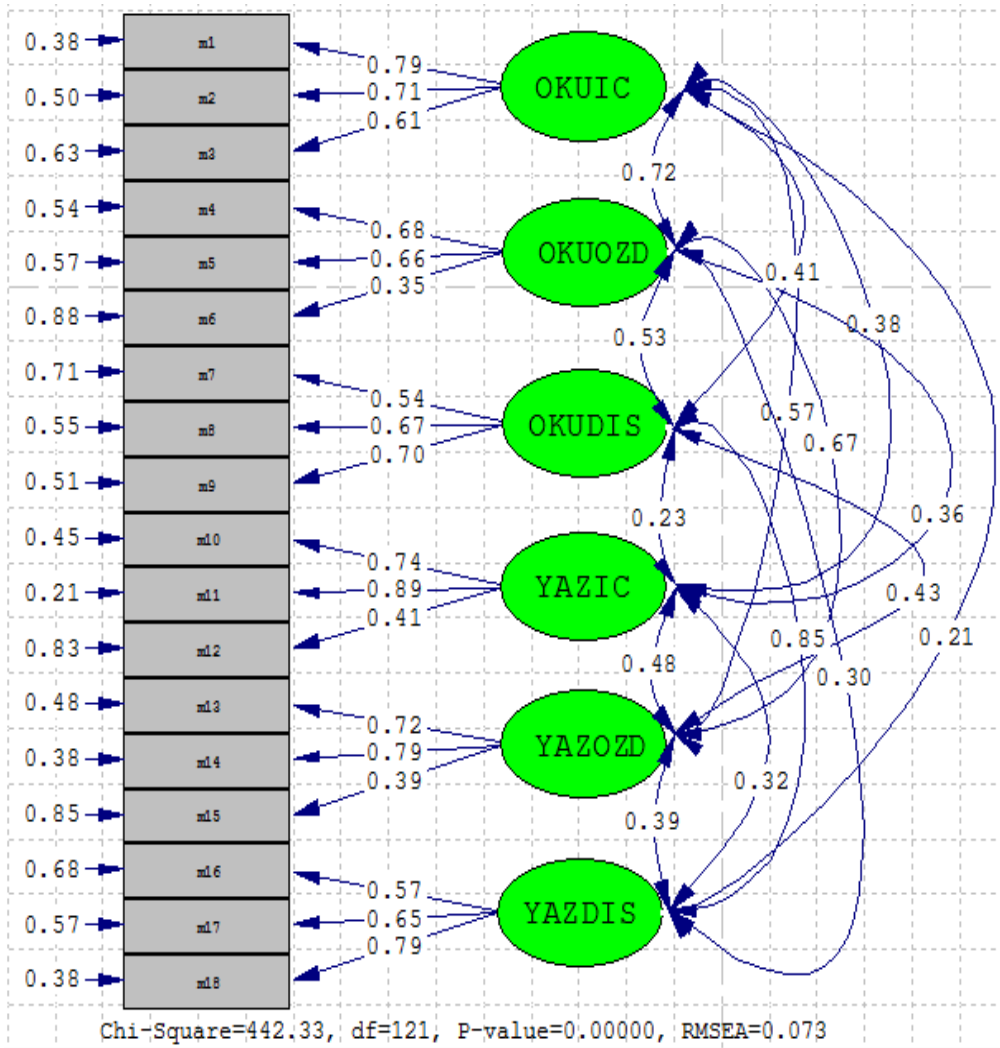 0.38 m1
0.79
OKUIC
0.50 m2
0.71
0.61
0.63 m3
0.72
0.54 m4
0.68
OKUOZD
0.57 m5
0.66
0.41
0.35
0.88 m6
0.38
0.53
0.71 m7
0.54
0.57
0.55 m8
0.67
OKUDIS
0.67
0.70
0.51 m9
0.23
0.36
0.45 m10
0.74
YAZIC
0.21 m11
0.89
0.43
0.41
0.83 m12
0.85
0.21
0.48
0.30
0.48 m13
0.72
YAZOZD
0.38 m14
0.79
0.39
0.32
0.85 m15
0.39
0.68 m16
0.57
YAZDIS
0.57 m17
0.65
0.79
0.38 m18
Chi-Square=442.33, df=121, P-value=0.00000, RMSEA=0.073